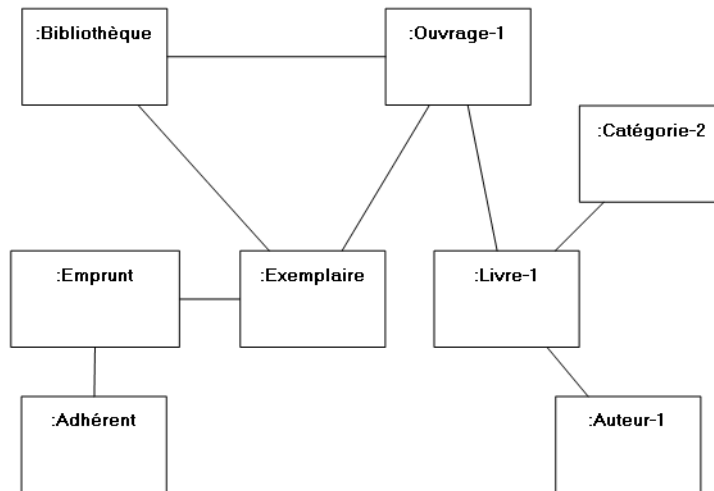 :Bibliothèque
:Ouvrage-1
:Catégorie-2
:Emprunt
:Exemplaire
:Livre-1
:Adhérent
:Auteur-1